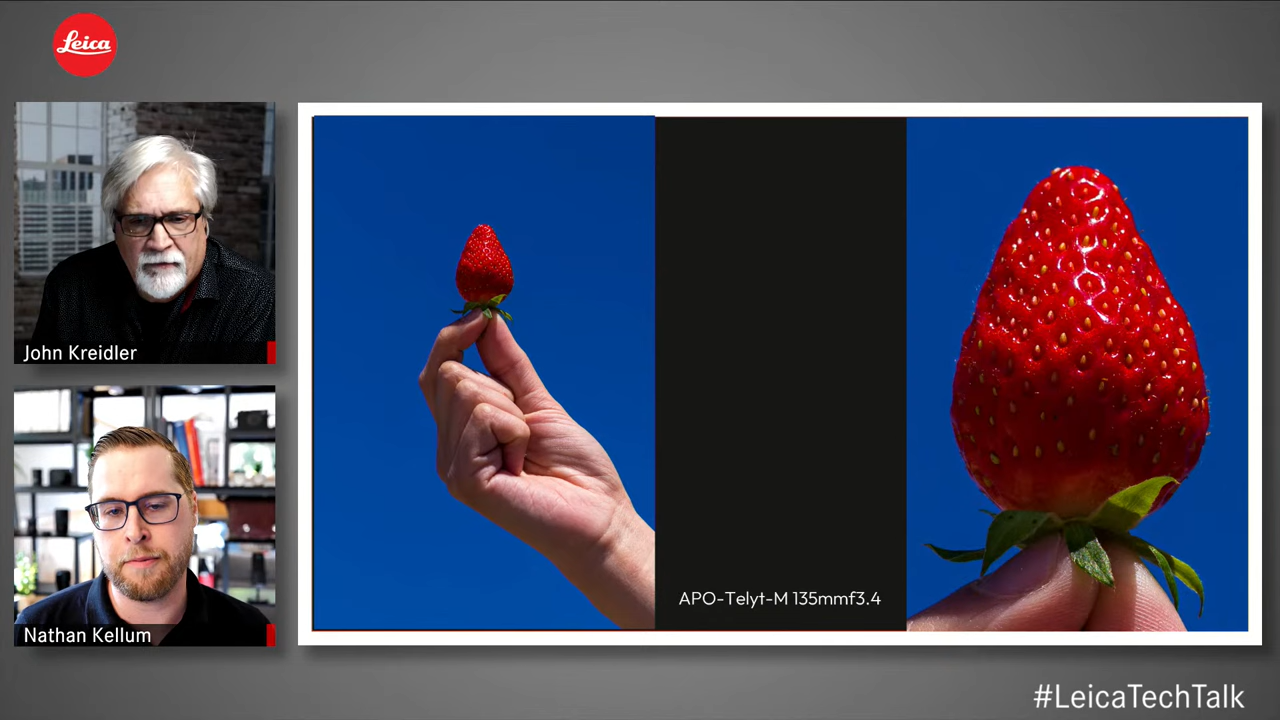 Leica
John Kreidler
Nathan Kellum
APO-Telyt-M 135mmf3.4
#LeicaTechTalk